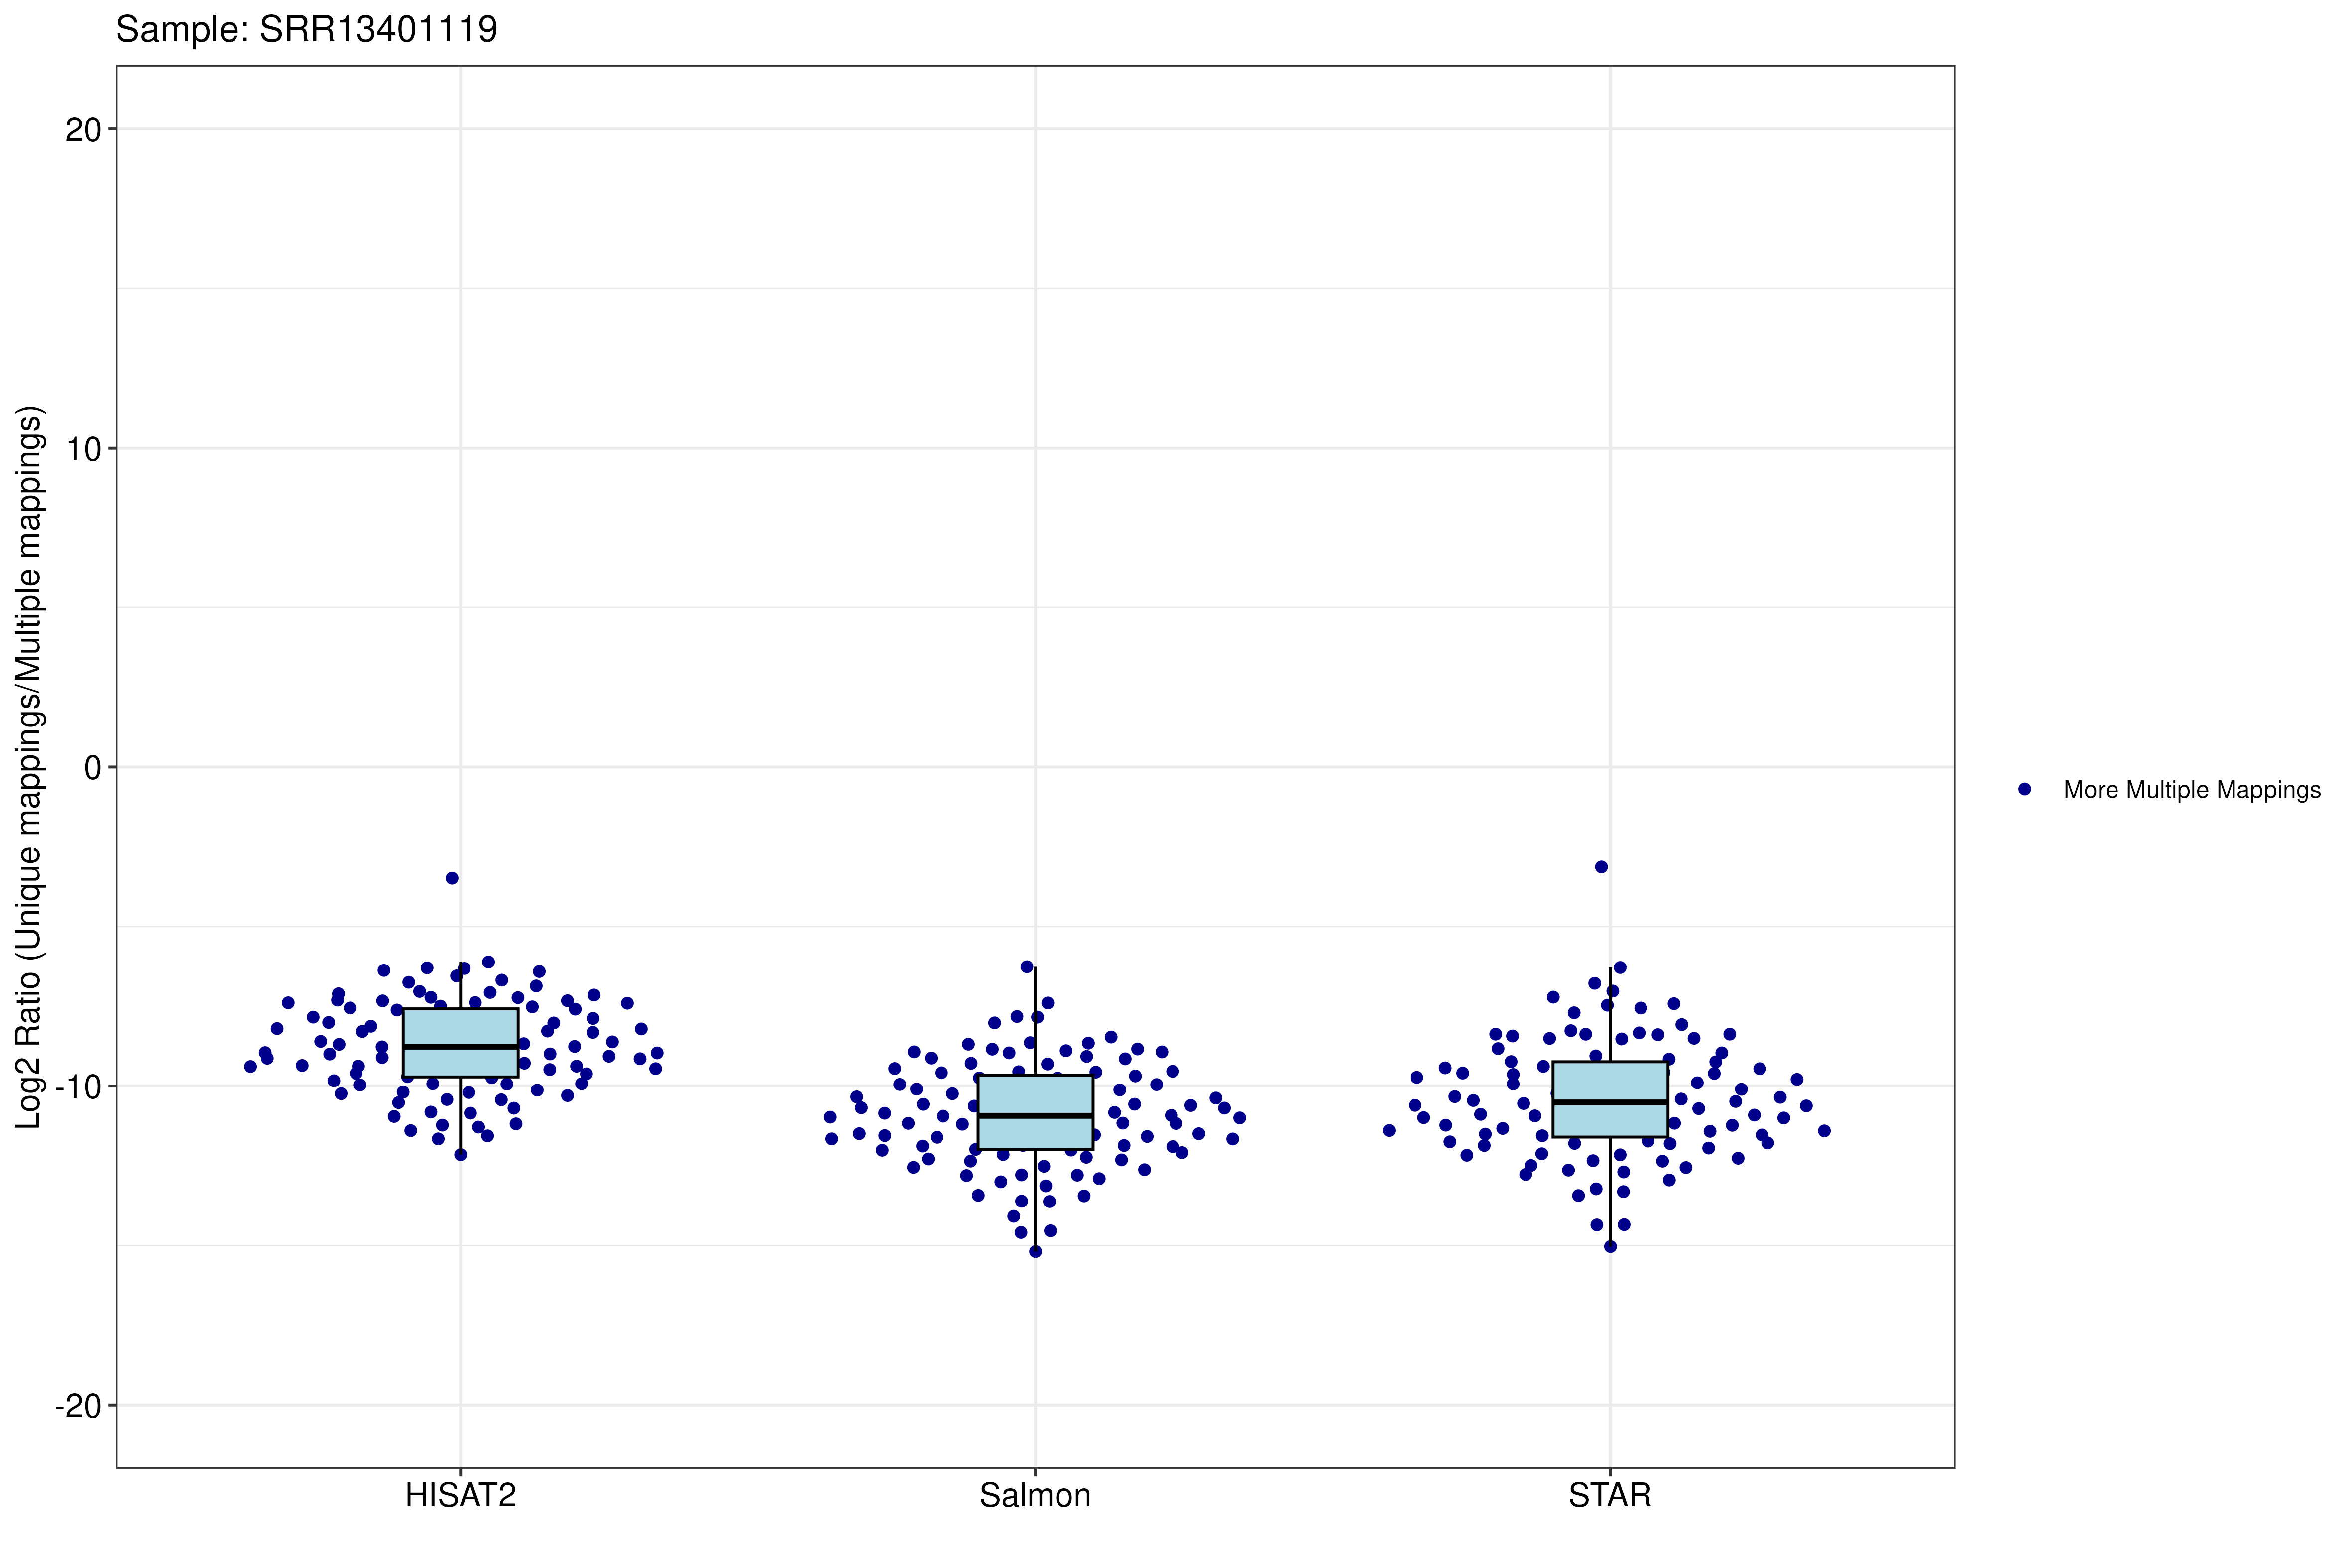 Sample: SRR13401119
Log2 Ratio (Unique mappings/Multiple mappings)
20
10
0
-10
-20
HISAT2
Salmon
STAR
More Multiple Mappings